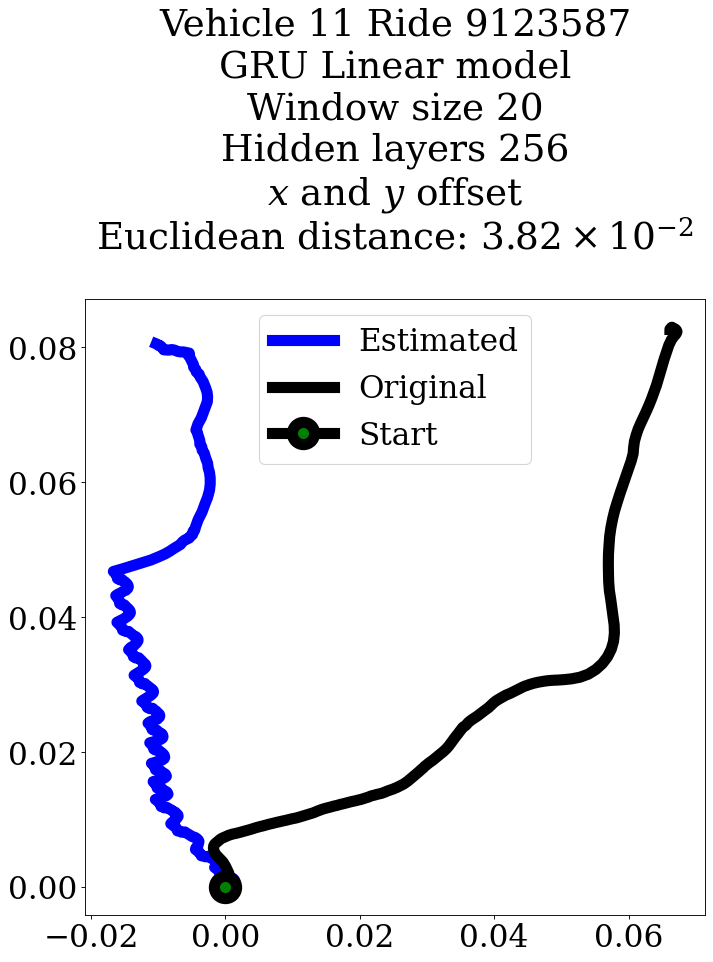 Vehicle 11 Ride 9123587
GRU Linear model
Window size 20
Hidden layers 256
x and y offset
Euclidean distance: 3.82 × 10⁻²
Estimated
Original
Start
0.08
0.06
0.04
0.02
0.00
−0.02 0.00 0.02 0.04 0.06